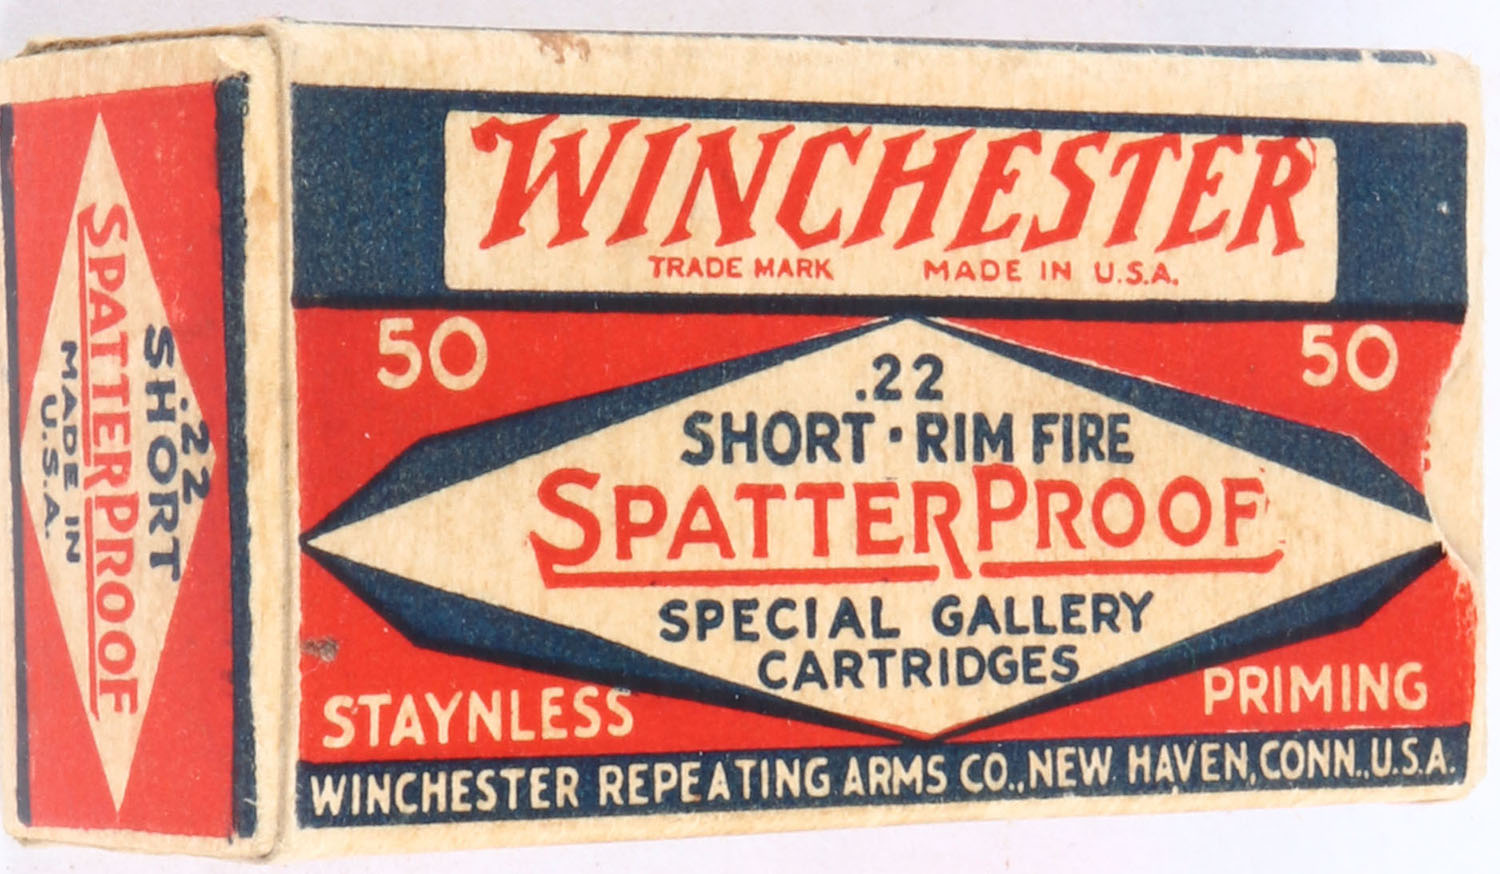 WINCHESTER
TRADE MARK MADE IN U.S.A.
50 50
.22
SHORT · RIM FIRE
SPATTERPROOF
SPECIAL GALLERY
CARTRIDGES
STAYNLESS PRIMING
WINCHESTER REPEATING ARMS CO., NEW HAVEN, CONN., U.S.A.
.22
SHORT
SPATTERPROOF
MADE IN
U.S.A.